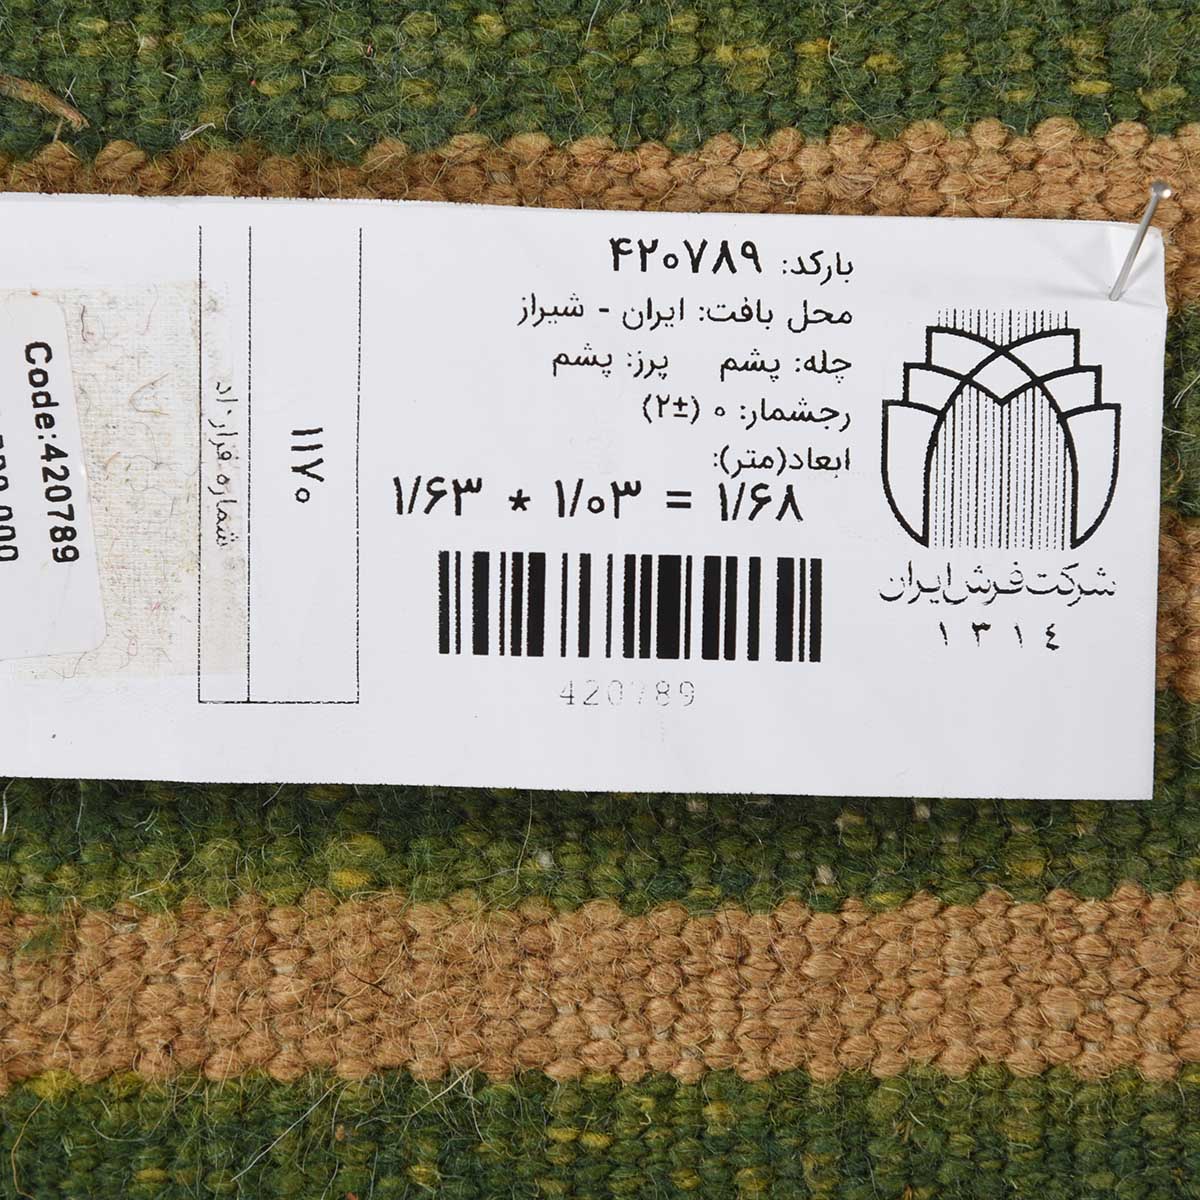 بارکد: ۴۲۰۷۸۹
محل بافت: ایران - شیراز
چله: پشم پرز: پشم
رجشمار: ۰ (±۲)
ابعاد(متر):
۱/۶۳ * ۱/۰۳ = ۱/۶۸
420789
شرکت فرش ایران
۱۳۱٤
۱۱۷۰
شماره قرارداد
Code:420789
000